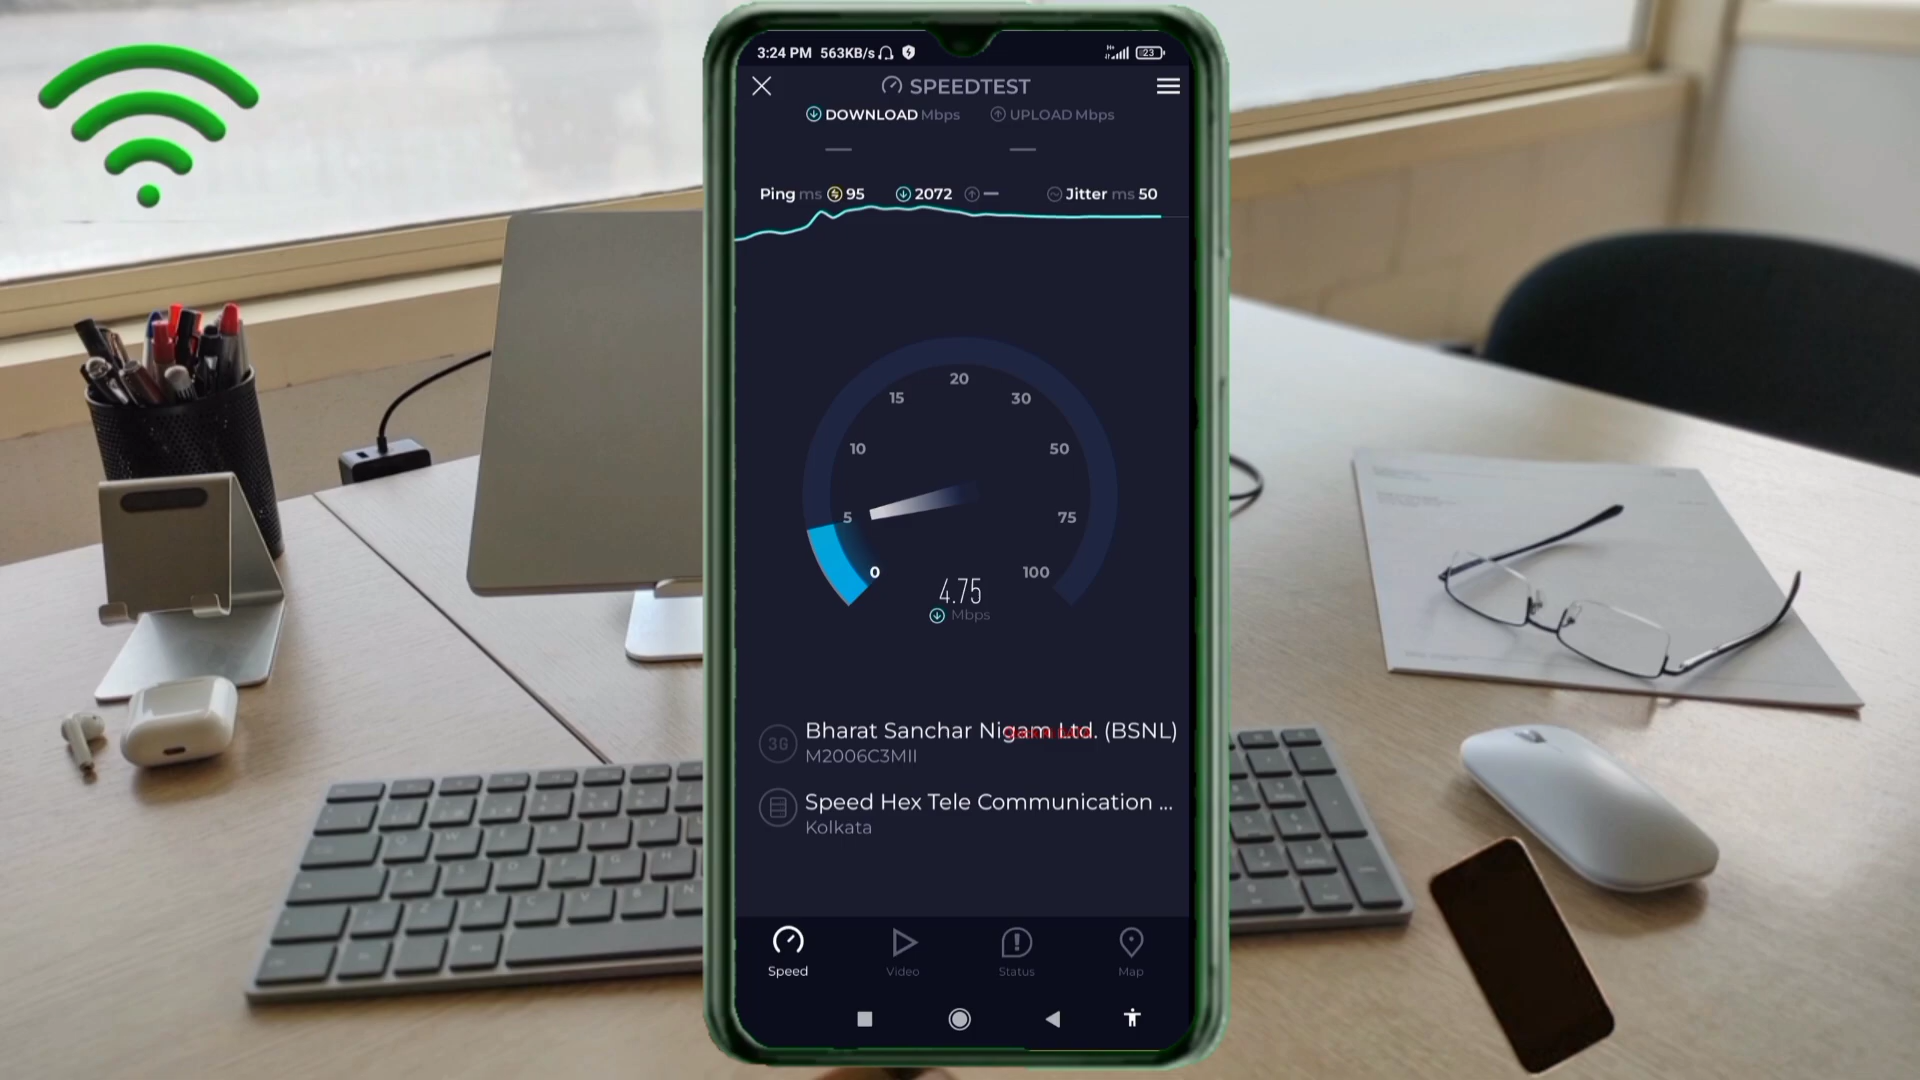 3:24 PM 563KB/s 23
SPEEDTEST
DOWNLOAD Mbps UPLOAD Mbps
— —
Ping ms 95 2072 — Jitter ms 50
20
15 30
10 50
5 75
0 100
4.75
Mbps
3G Bharat Sanchar Nigam Ltd. (BSNL)
M2006C3MII
Speed Hex Tele Communication ...
Kolkata
Speed Video Status Map